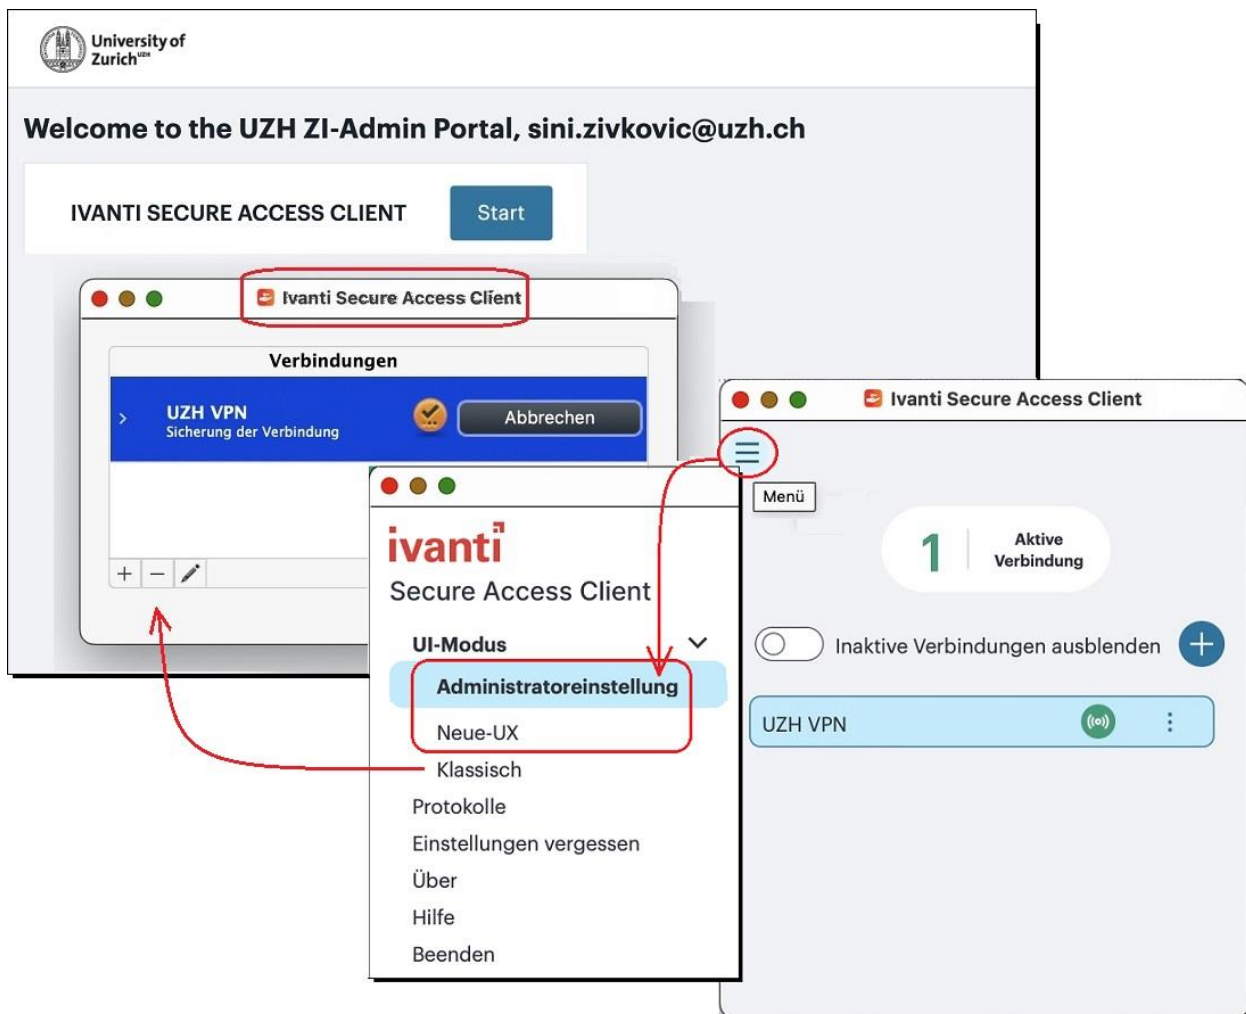 University of
Zurich UZH
Welcome to the UZH ZI-Admin Portal, sini.zivkovic@uzh.ch
IVANTI SECURE ACCESS CLIENT
Start
Ivanti Secure Access Client
Verbindungen
UZH VPN
Sicherung der Verbindung
Abbrechen
ivanti
Secure Access Client
UI-Modus
Administratoreinstellung
Neue-UX
Klassisch
Protokolle
Einstellungen vergessen
Über
Hilfe
Beenden
Ivanti Secure Access Client
Menü
1
Aktive
Verbindung
Inaktive Verbindungen ausblenden
UZH VPN